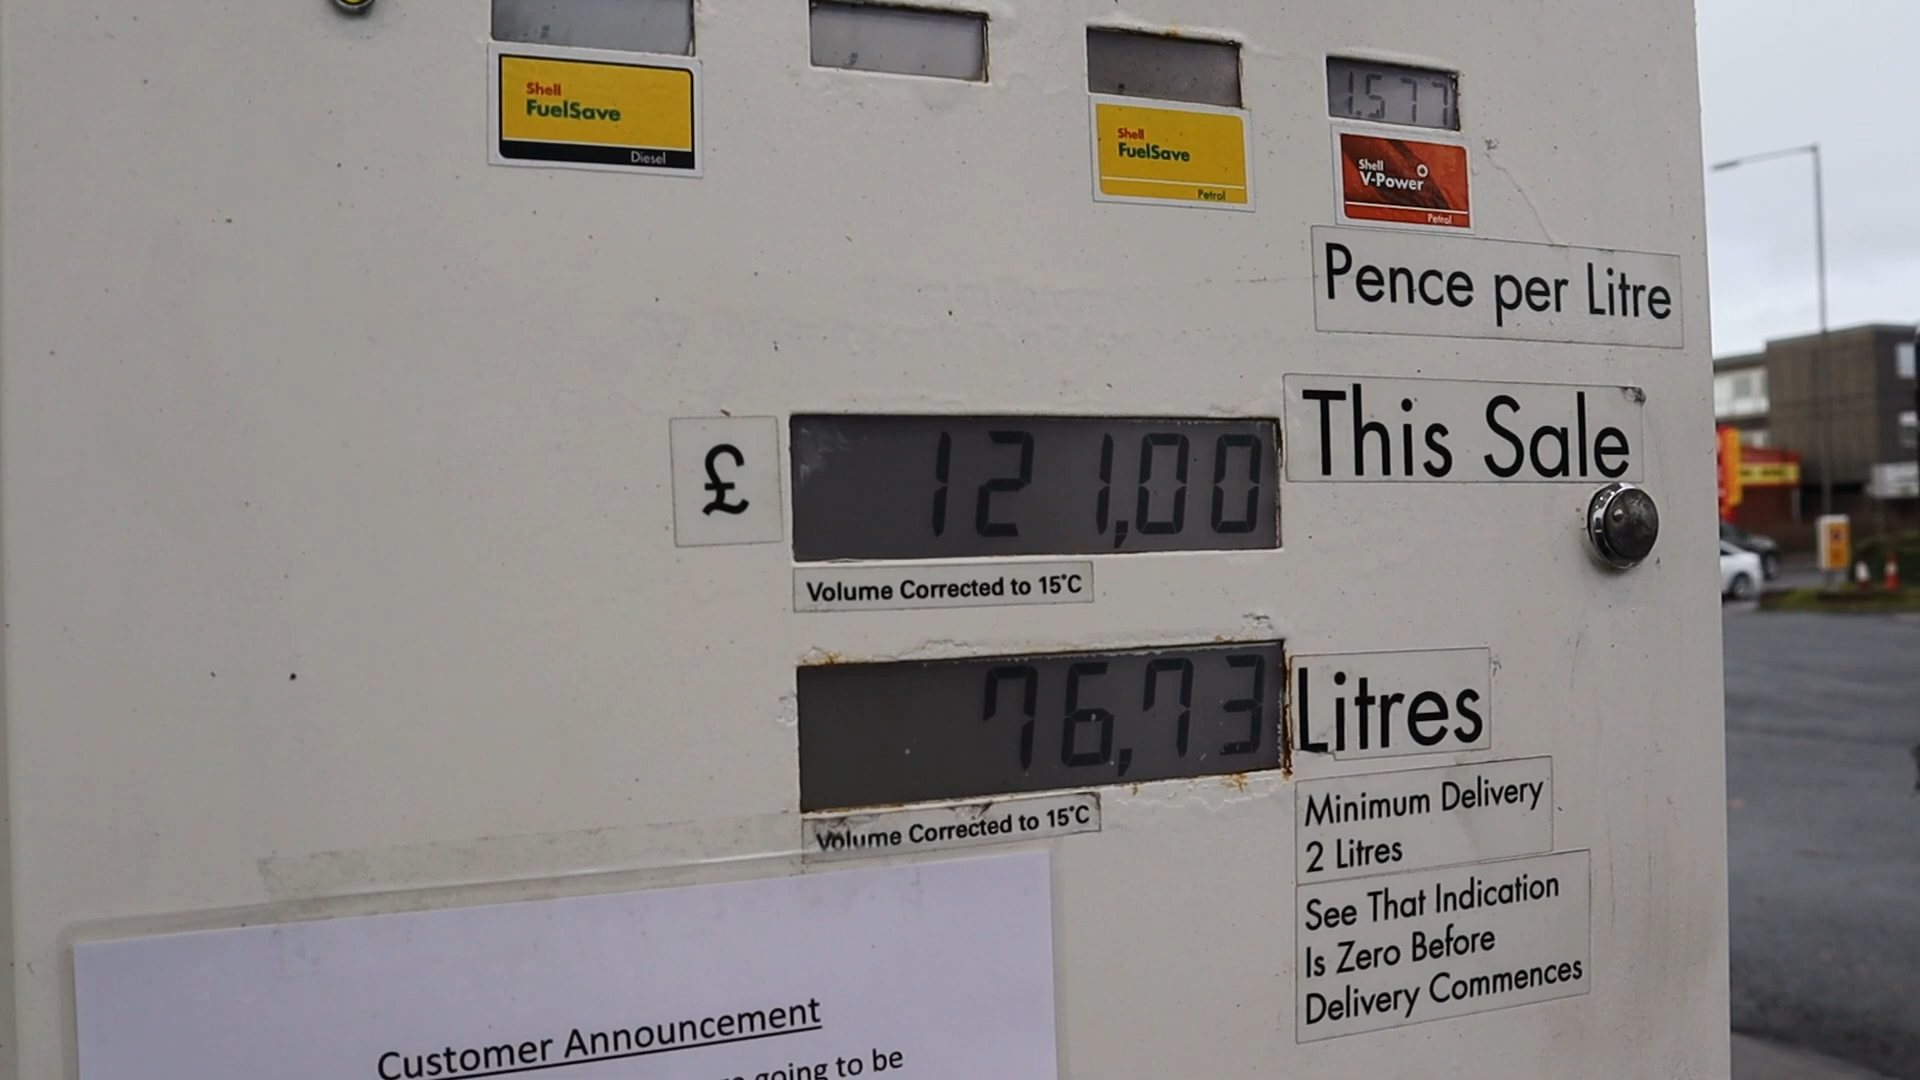 Shell
FuelSave
Diesel
Shell
FuelSave
Petrol
1.577
Shell
V-Power
Petrol
Pence per Litre
£ 121,00 This Sale
Volume Corrected to 15°C
76,73 Litres
Volume Corrected to 15°C
Minimum Delivery
2 Litres
See That Indication
Is Zero Before
Delivery Commences
Customer Announcement
going to be